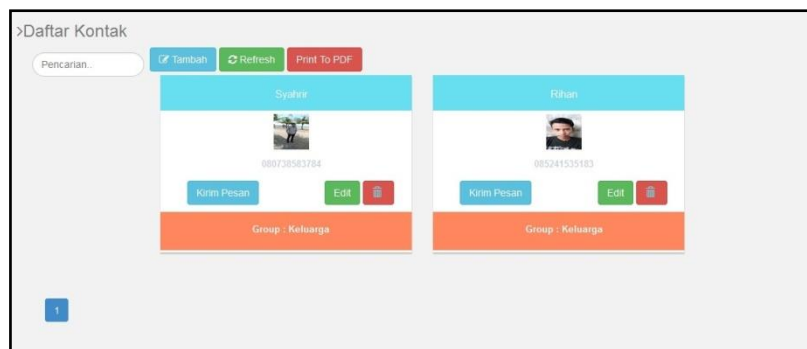 >Daftar Kontak
Pencarian..
Tambah
Refresh
Print To PDF
Syahrir
080738583784
Kirim Pesan
Edit
Group : Keluarga
Rihan
085241535183
Kirim Pesan
Edit
Group : Keluarga
1